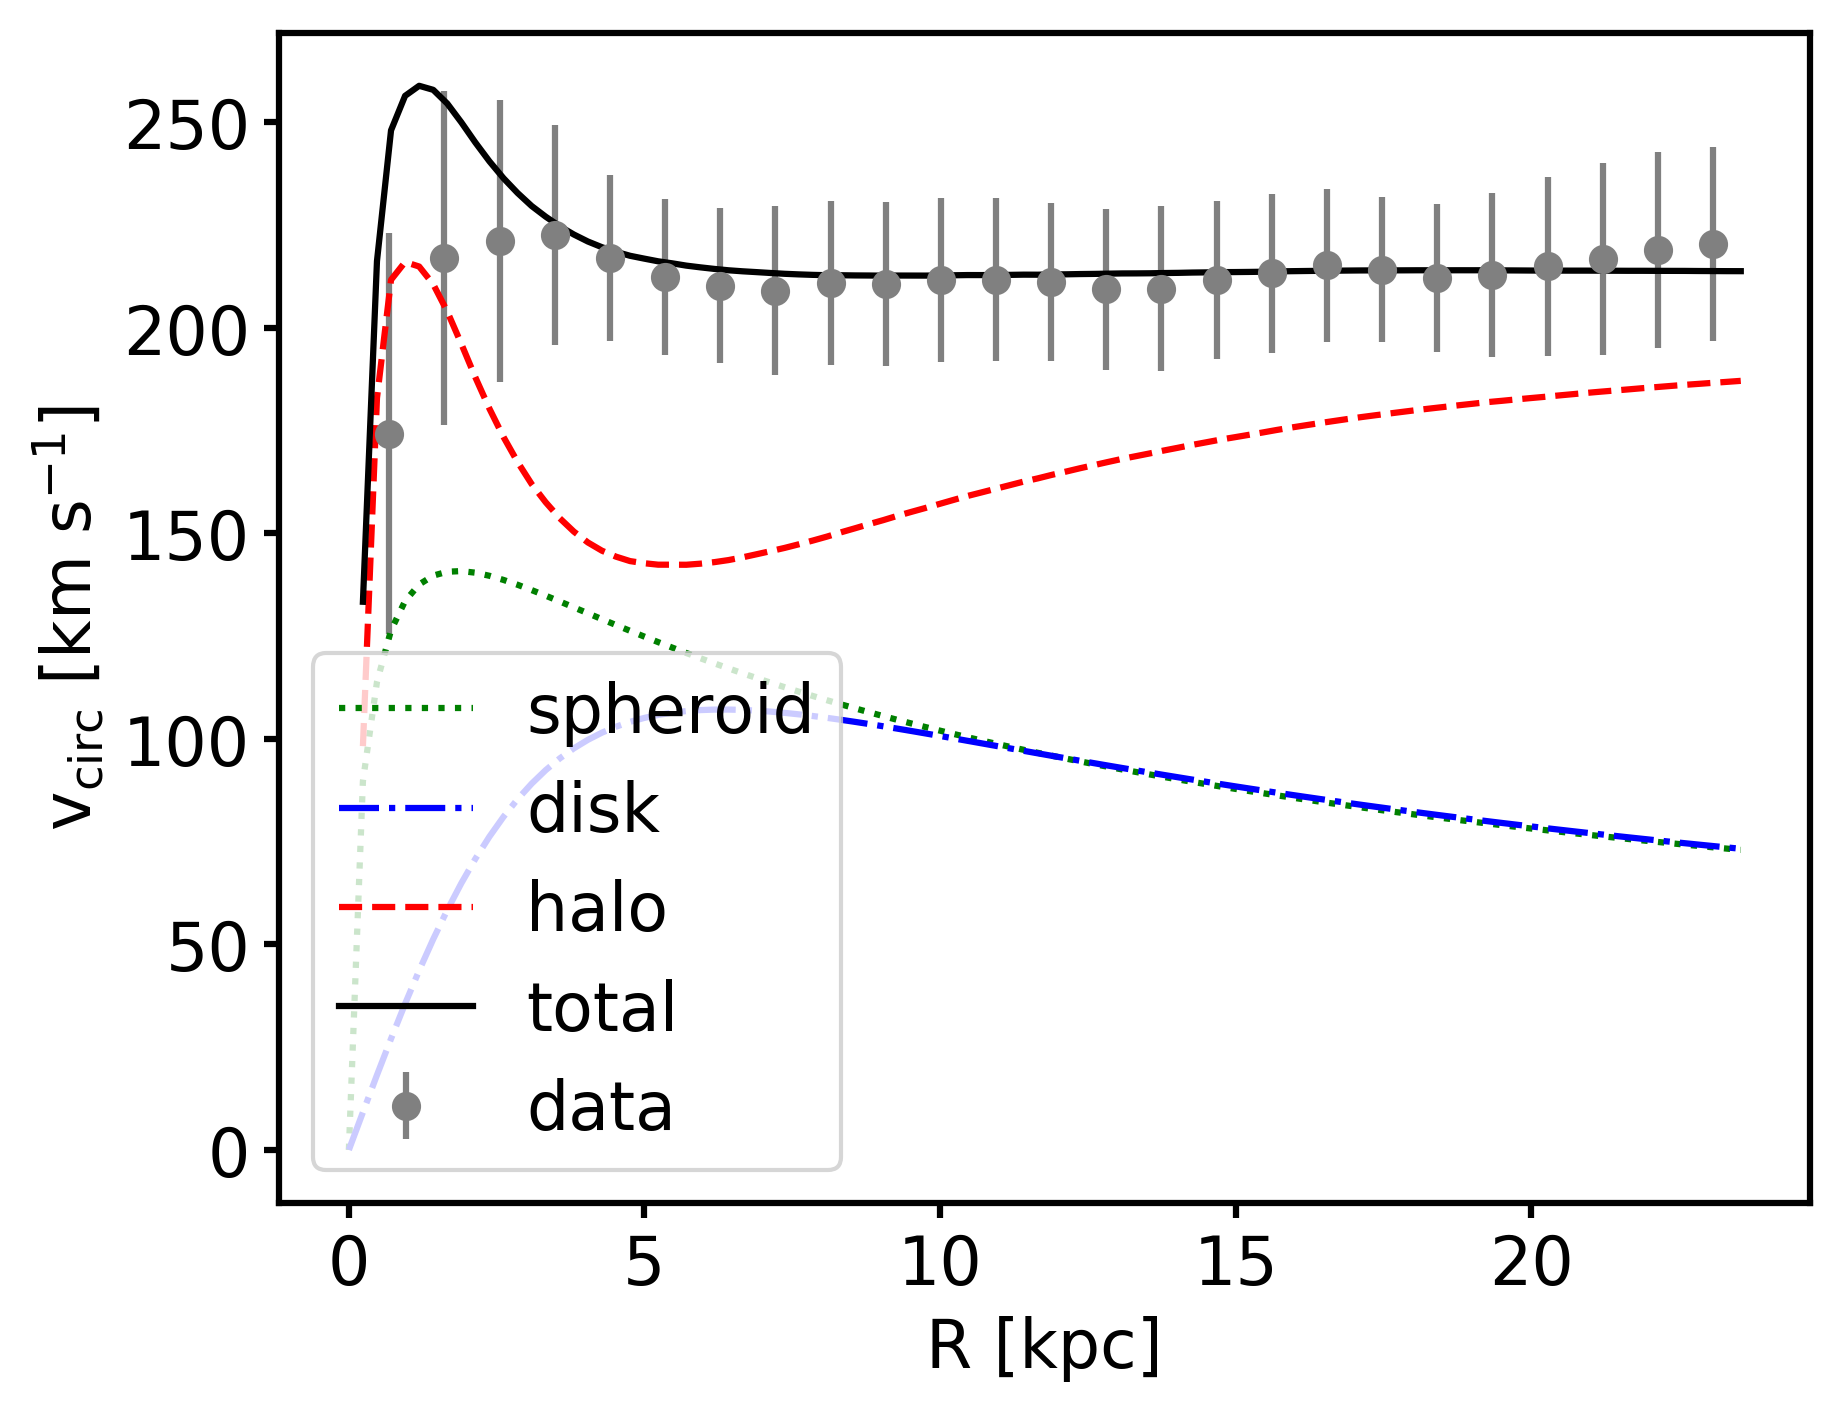 250
200
150
100
50
0
v_circ [km s⁻¹]
spheroid
disk
halo
total
data
0 5 10 15 20
R [kpc]